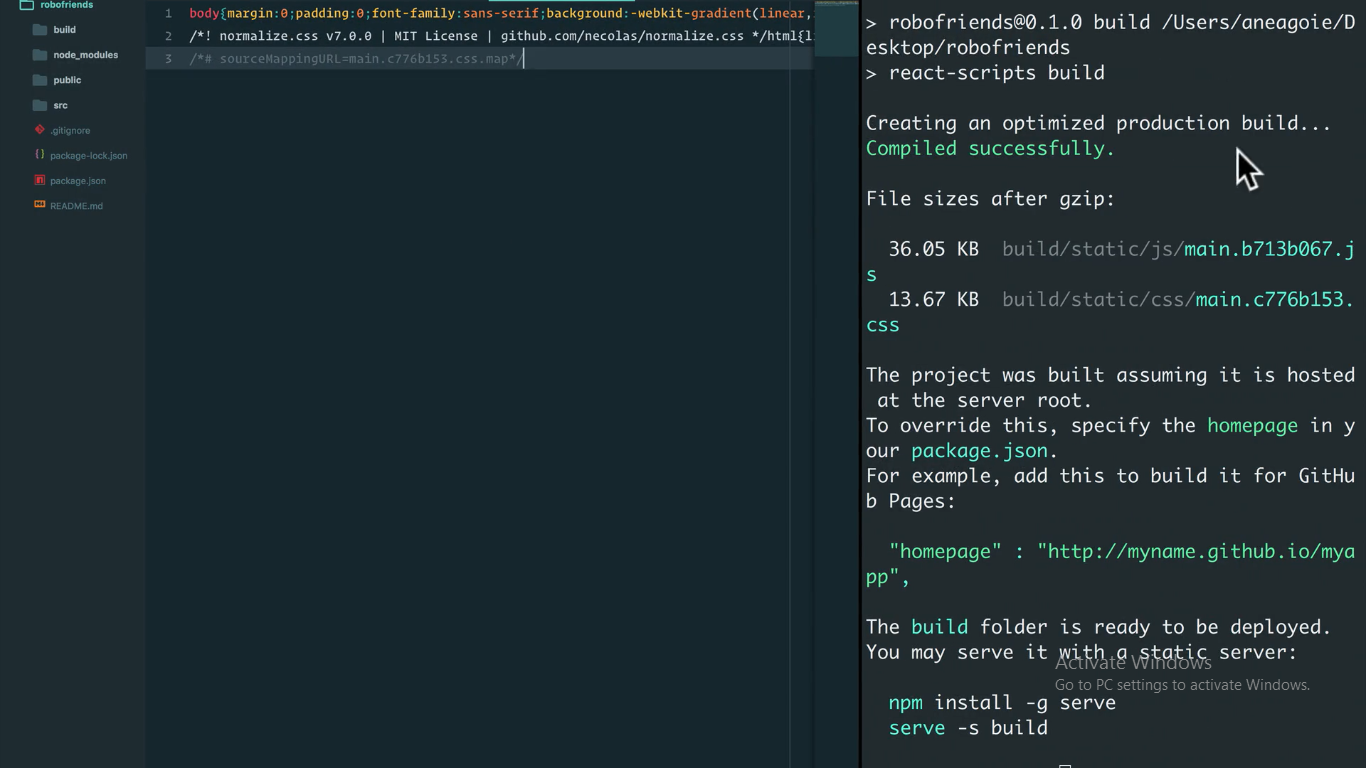 robofriends
build
node_modules
public
src
.gitignore
package-lock.json
package.json
README.md
1 body{margin:0;padding:0;font-family:sans-serif;background:-webkit-gradient(linear,
2 /*! normalize.css v7.0.0 | MIT License | github.com/necolas/normalize.css */html{li
3 /*# sourceMappingURL=main.c776b153.css.map*/
> robofriends@0.1.0 build /Users/aneagoie/D
esktop/robofriends
> react-scripts build
Creating an optimized production build...
Compiled successfully.
File sizes after gzip:
36.05 KB build/static/js/main.b713b067.j
s
13.67 KB build/static/css/main.c776b153.
css
The project was built assuming it is hosted
at the server root.
To override this, specify the homepage in y
our package.json.
For example, add this to build it for GitHu
b Pages:
"homepage" : "http://myname.github.io/mya
pp",
The build folder is ready to be deployed.
You may serve it with a static server:
Activate Windows
Go to PC settings to activate Windows.
npm install -g serve
serve -s build